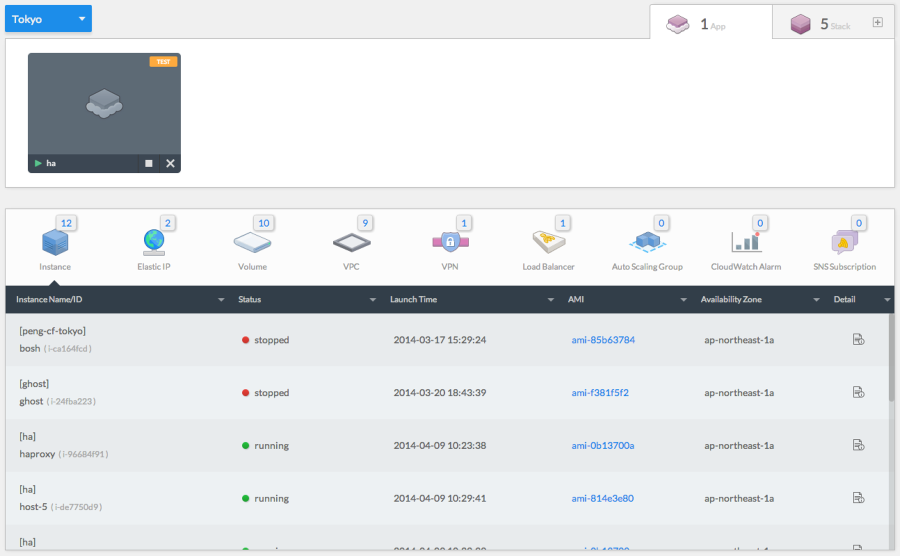 Tokyo
1 App
5 Stack
TEST
ha
12
2
10
9
1
1
0
0
0
Instance
Elastic IP
Volume
VPC
VPN
Load Balancer
Auto Scaling Group
CloudWatch Alarm
SNS Subscription
Instance Name/ID Status Launch Time AMI Availability Zone Detail
[peng-cf-tokyo]
bosh (i-ca164fcd) stopped 2014-03-17 15:29:24 ami-85b63784 ap-northeast-1a
[ghost]
ghost (i-24fba223) stopped 2014-03-20 18:43:39 ami-f381f5f2 ap-northeast-1a
[ha]
haproxy (i-96684f91) running 2014-04-09 10:23:38 ami-0b13700a ap-northeast-1a
[ha]
host-5 (i-de7750d9) running 2014-04-09 10:29:41 ami-814e3e80 ap-northeast-1a
[ha]